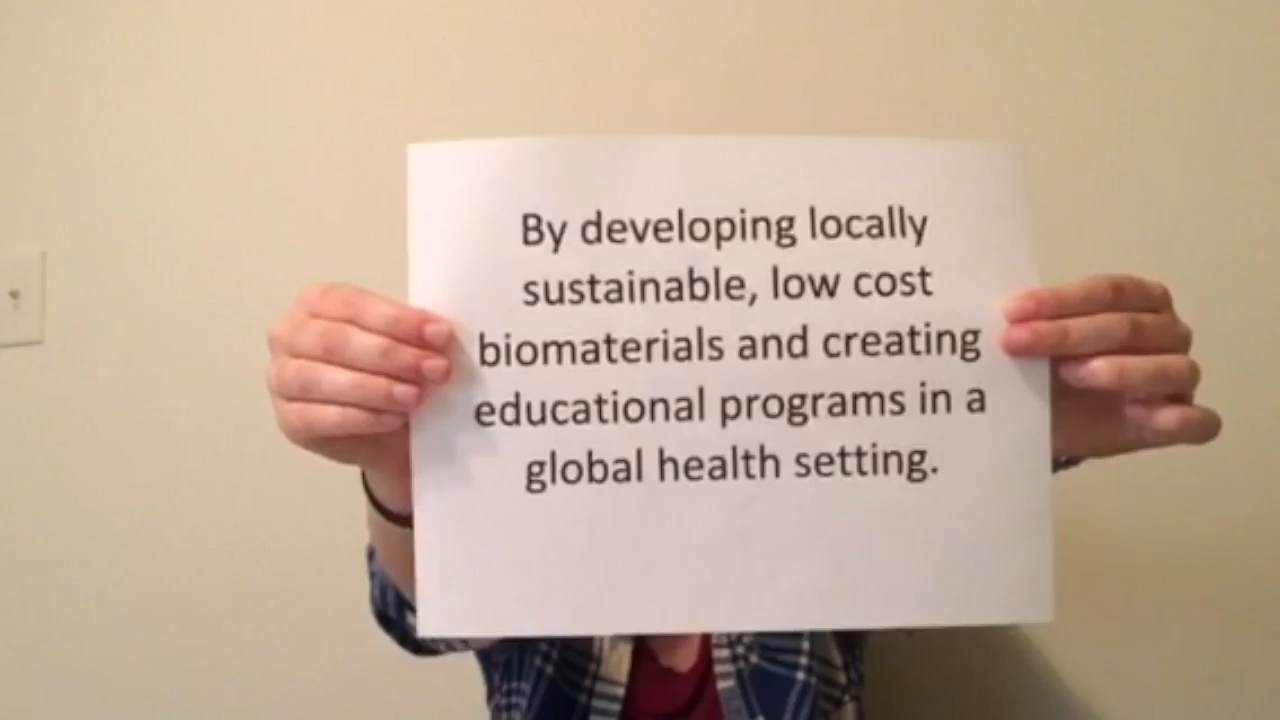 By developing locally
sustainable, low cost
biomaterials and creating
educational programs in a
global health setting.